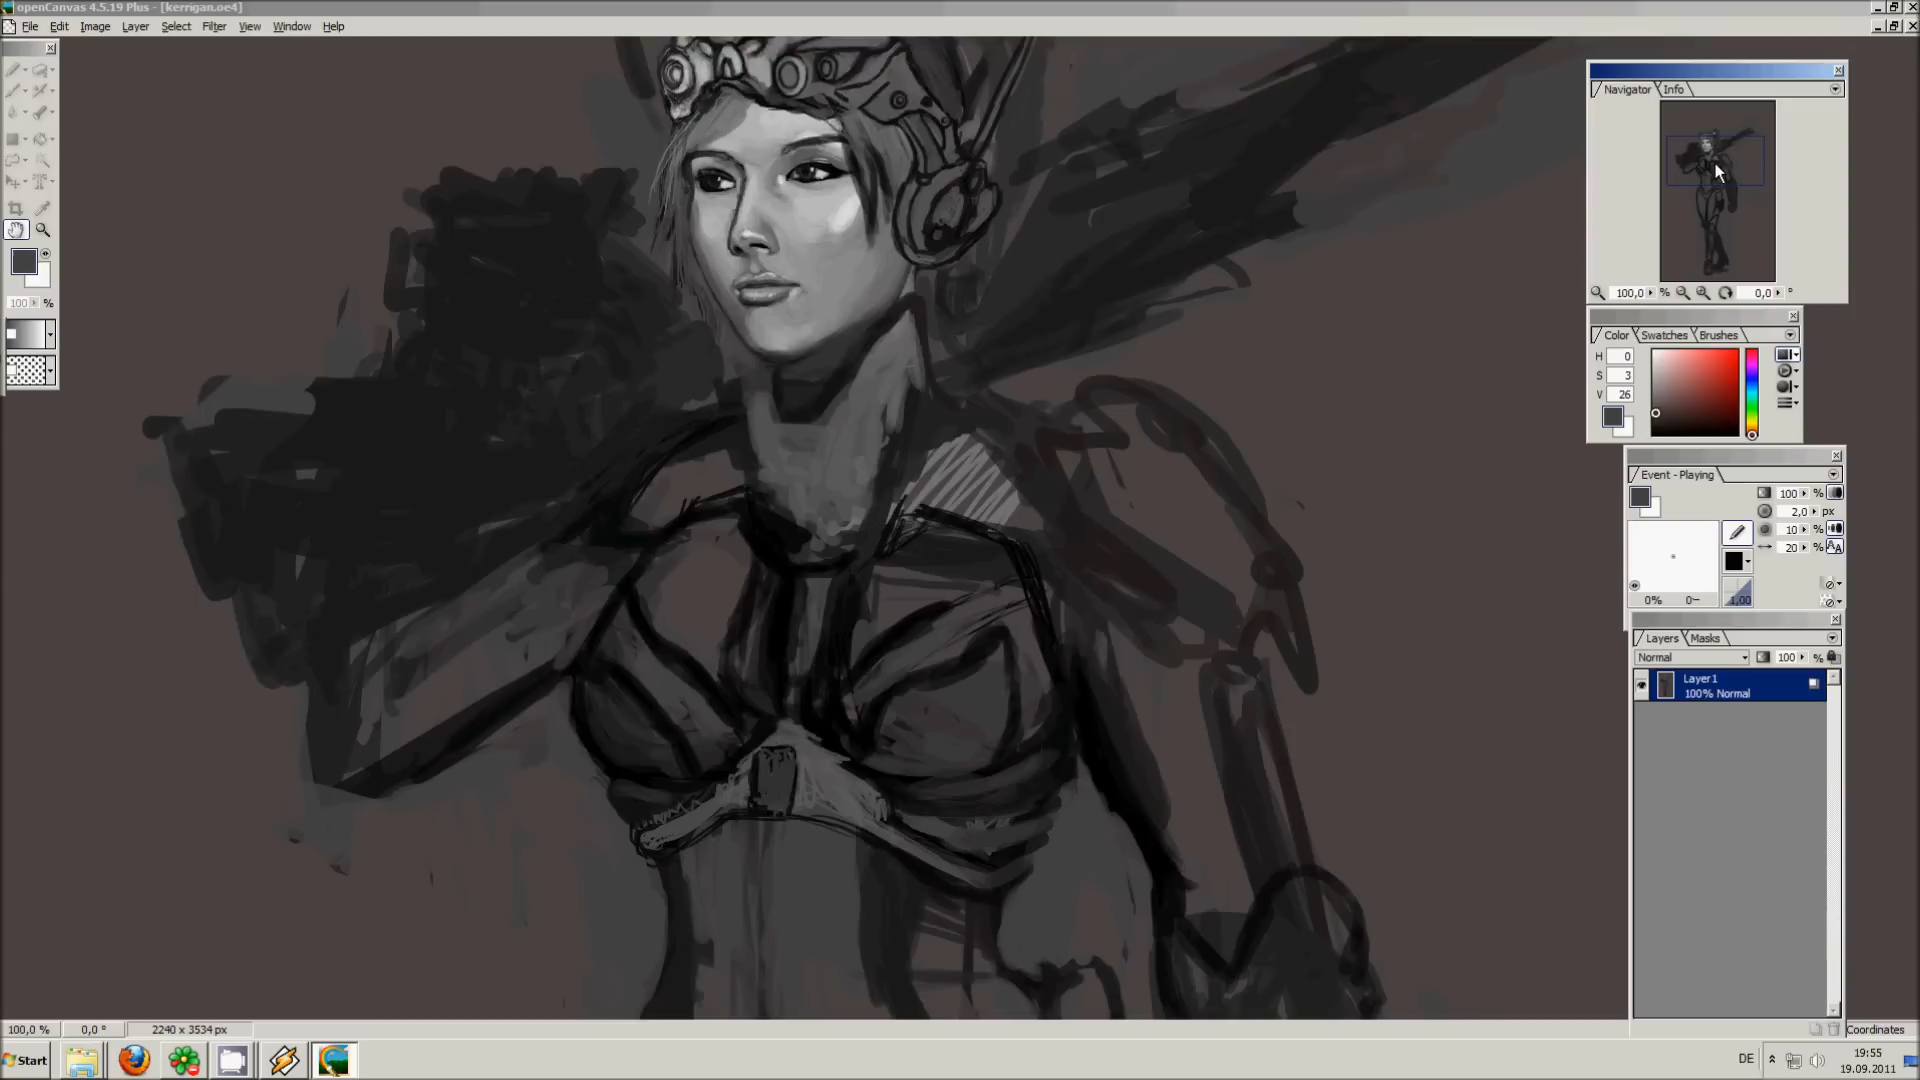 openCanvas 4.5.19 Plus - [kerrigan.oe4]
File Edit Image Layer Select Filter View Window Help
Navigator Info
100,0 % 0,0 °
100 %
Color Swatches Brushes
H 0
S 3
V 26
Event - Playing
100 %
2,0 px
10 %
20 %
0% 0 1,00
Layers Masks
Normal 100 %
Layer1
100% Normal
100,0 % 0,0 ° 2240 x 3534 px Coordinates
Start DE 19:55
19.09.2011